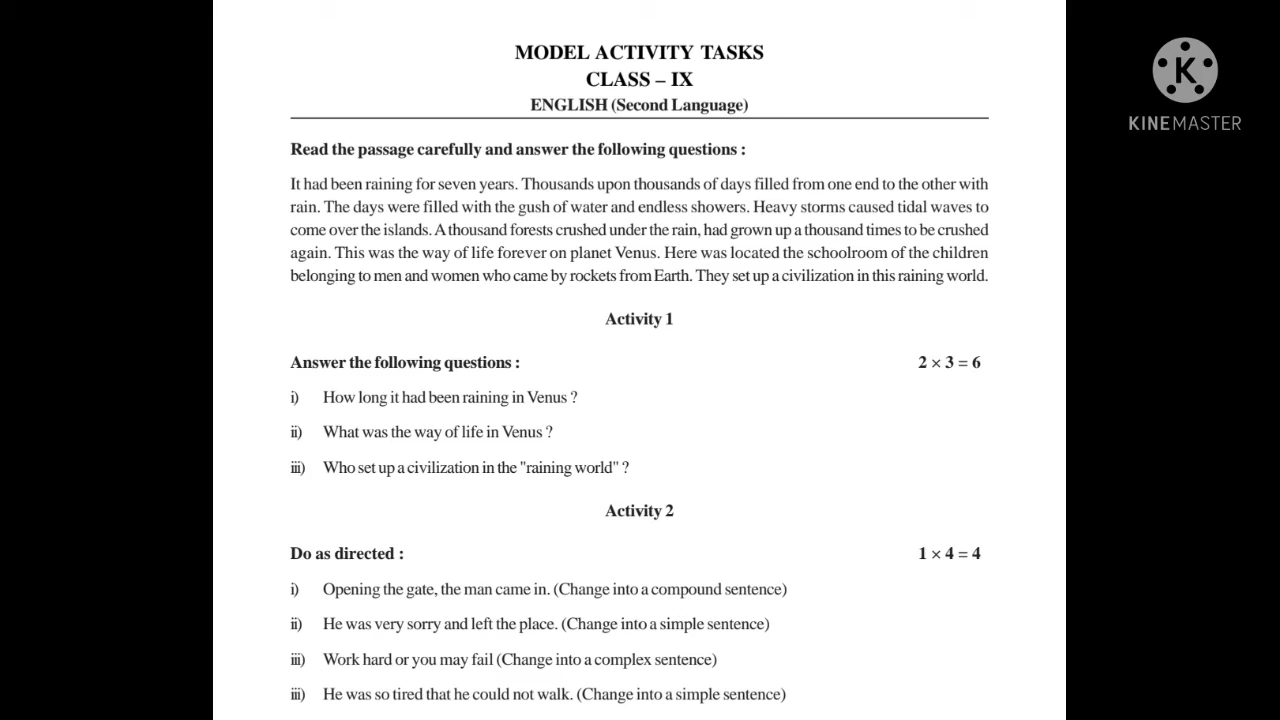 MODEL ACTIVITY TASKS
CLASS – IX
ENGLISH (Second Language)
K
KINEMASTER
Read the passage carefully and answer the following questions :
It had been raining for seven years. Thousands upon thousands of days filled from one end to the other with
rain. The days were filled with the gush of water and endless showers. Heavy storms caused tidal waves to
come over the islands. A thousand forests crushed under the rain, had grown up a thousand times to be crushed
again. This was the way of life forever on planet Venus. Here was located the schoolroom of the children
belonging to men and women who came by rockets from Earth. They set up a civilization in this raining world.
Activity 1
Answer the following questions : 2 × 3 = 6
i) How long it had been raining in Venus ?
ii) What was the way of life in Venus ?
iii) Who set up a civilization in the "raining world" ?
Activity 2
Do as directed : 1 × 4 = 4
i) Opening the gate, the man came in. (Change into a compound sentence)
ii) He was very sorry and left the place. (Change into a simple sentence)
iii) Work hard or you may fail (Change into a complex sentence)
iii) He was so tired that he could not walk. (Change into a simple sentence)